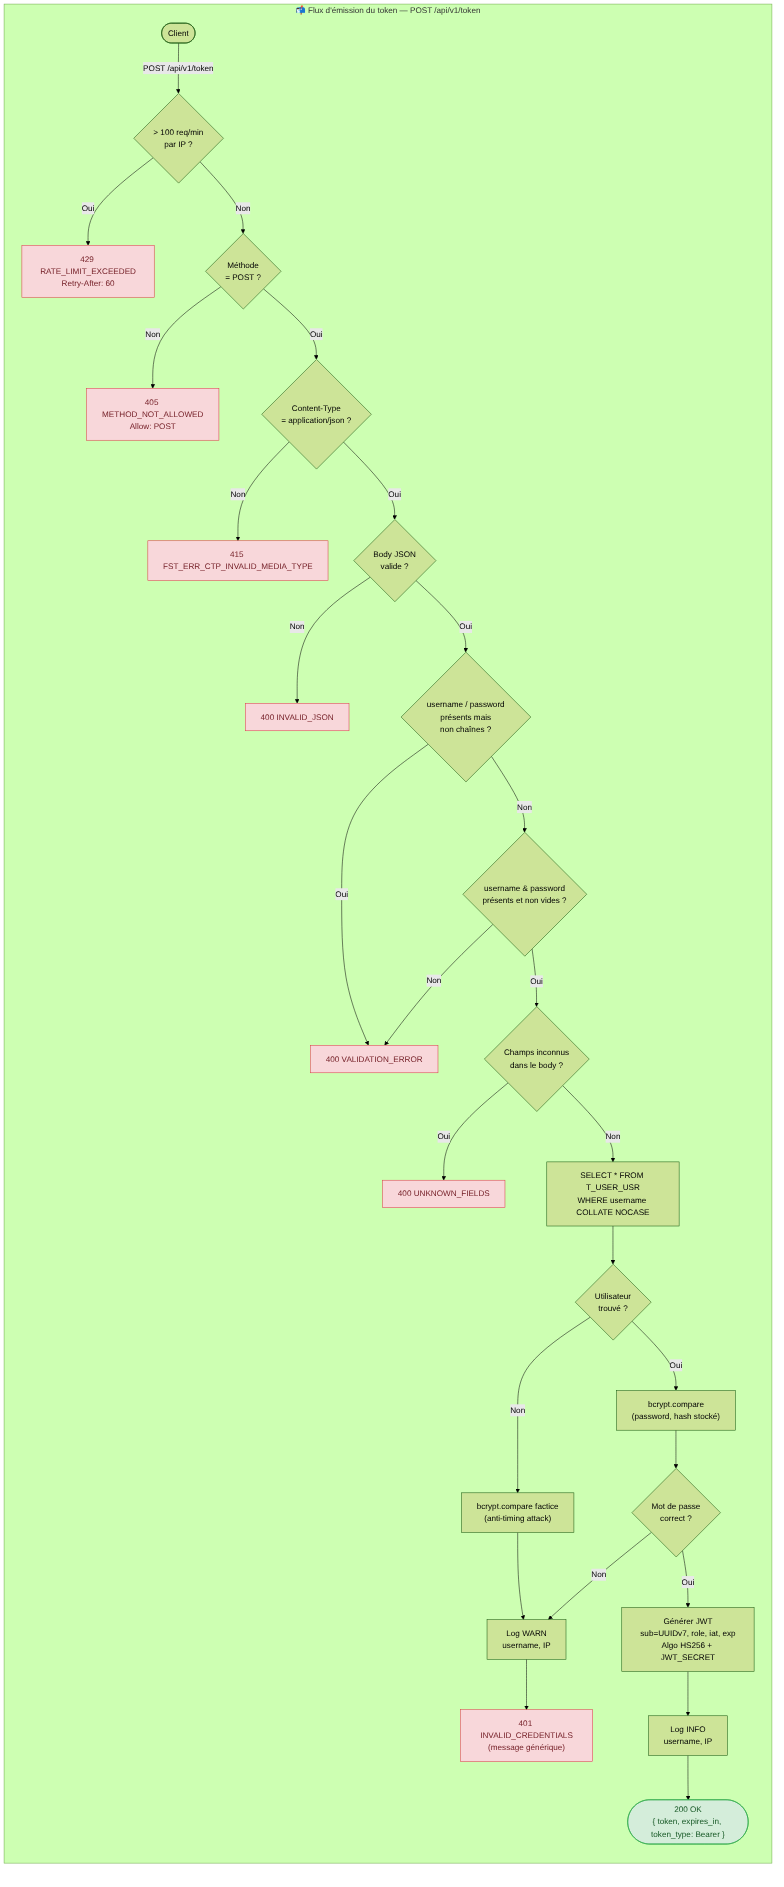 📬 Flux d'émission du token — POST /api/v1/token
Client
POST /api/v1/token
> 100 req/min
par IP ?
Oui
Non
429
RATE_LIMIT_EXCEEDED
Retry-After: 60
Méthode
= POST ?
Non
Oui
405
METHOD_NOT_ALLOWED
Allow: POST
Content-Type
= application/json ?
Non
Oui
415
FST_ERR_CTP_INVALID_MEDIA_TYPE
Body JSON
valide ?
Non
Oui
400 INVALID_JSON
username / password
présents mais
non chaînes ?
Oui
Non
username & password
présents et non vides ?
Non
Oui
400 VALIDATION_ERROR
Champs inconnus
dans le body ?
Oui
Non
400 UNKNOWN_FIELDS
SELECT * FROM
T_USER_USR
WHERE username
COLLATE NOCASE
Utilisateur
trouvé ?
Non
Oui
bcrypt.compare
(password, hash stocké)
bcrypt.compare factice
(anti-timing attack)
Mot de passe
correct ?
Non
Oui
Log WARN
username, IP
Générer JWT
sub=UUIDv7, role, iat, exp
Algo HS256 +
JWT_SECRET
401
INVALID_CREDENTIALS
(message générique)
Log INFO
username, IP
200 OK
{ token, expires_in,
token_type: Bearer }